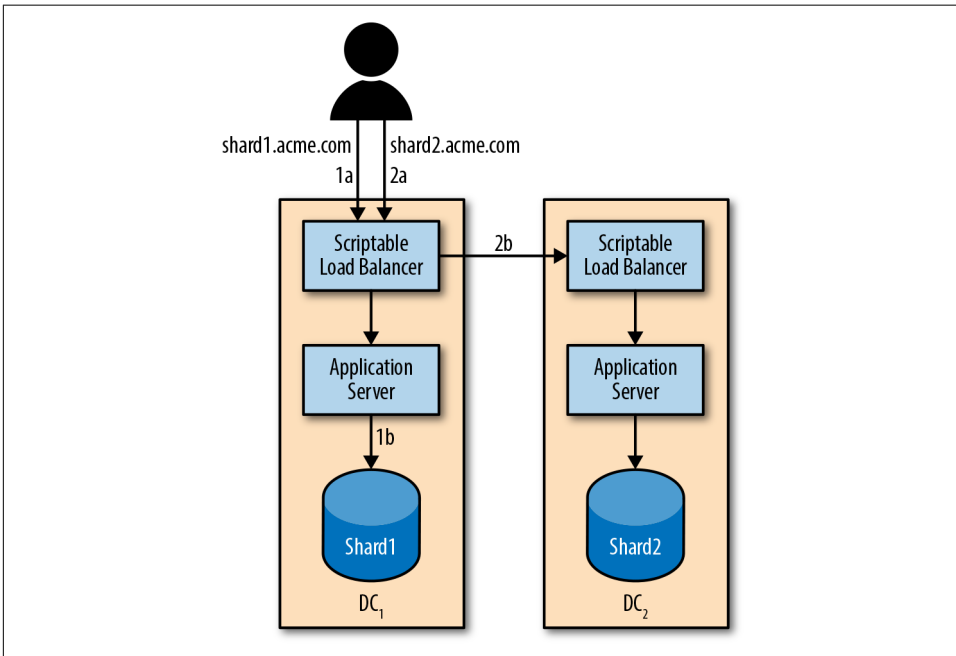 shard1.acme.com
shard2.acme.com
1a
2a
Scriptable
Load Balancer
2b
Scriptable
Load Balancer
Application
Server
Application
Server
1b
Shard1
Shard2
DC₁
DC₂